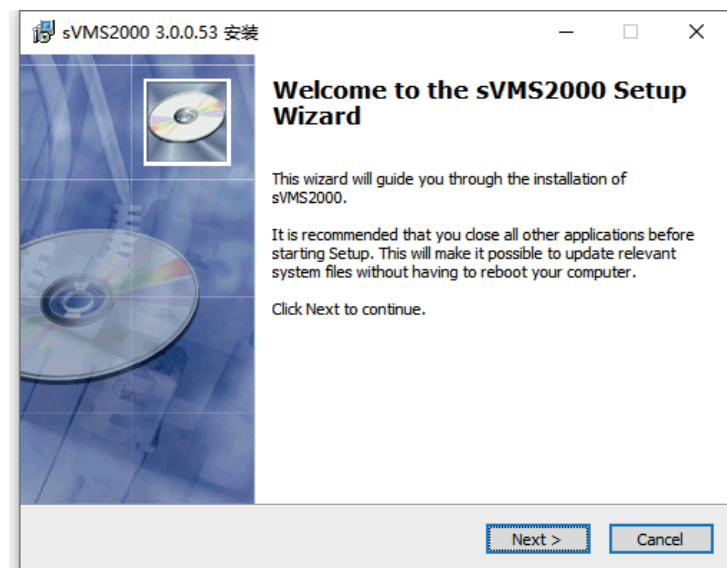 sVMS2000 3.0.0.53 安装
Welcome to the sVMS2000 Setup
Wizard
This wizard will guide you through the installation of
sVMS2000.
It is recommended that you close all other applications before
starting Setup. This will make it possible to update relevant
system files without having to reboot your computer.
Click Next to continue.
Next >
Cancel